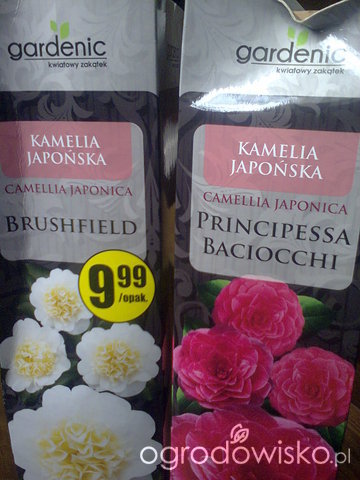 gardenic
kwiatowy zakątek
KAMELIA
JAPOŃSKA
CAMELLIA JAPONICA
BRUSHFIELD
9 99
/opak.
gardenic
kwiatowy zakątek
KAMELIA
JAPOŃSKA
CAMELLIA JAPONICA
PRINCIPESSA
BACIOCCHI
ogrodowisko.pl